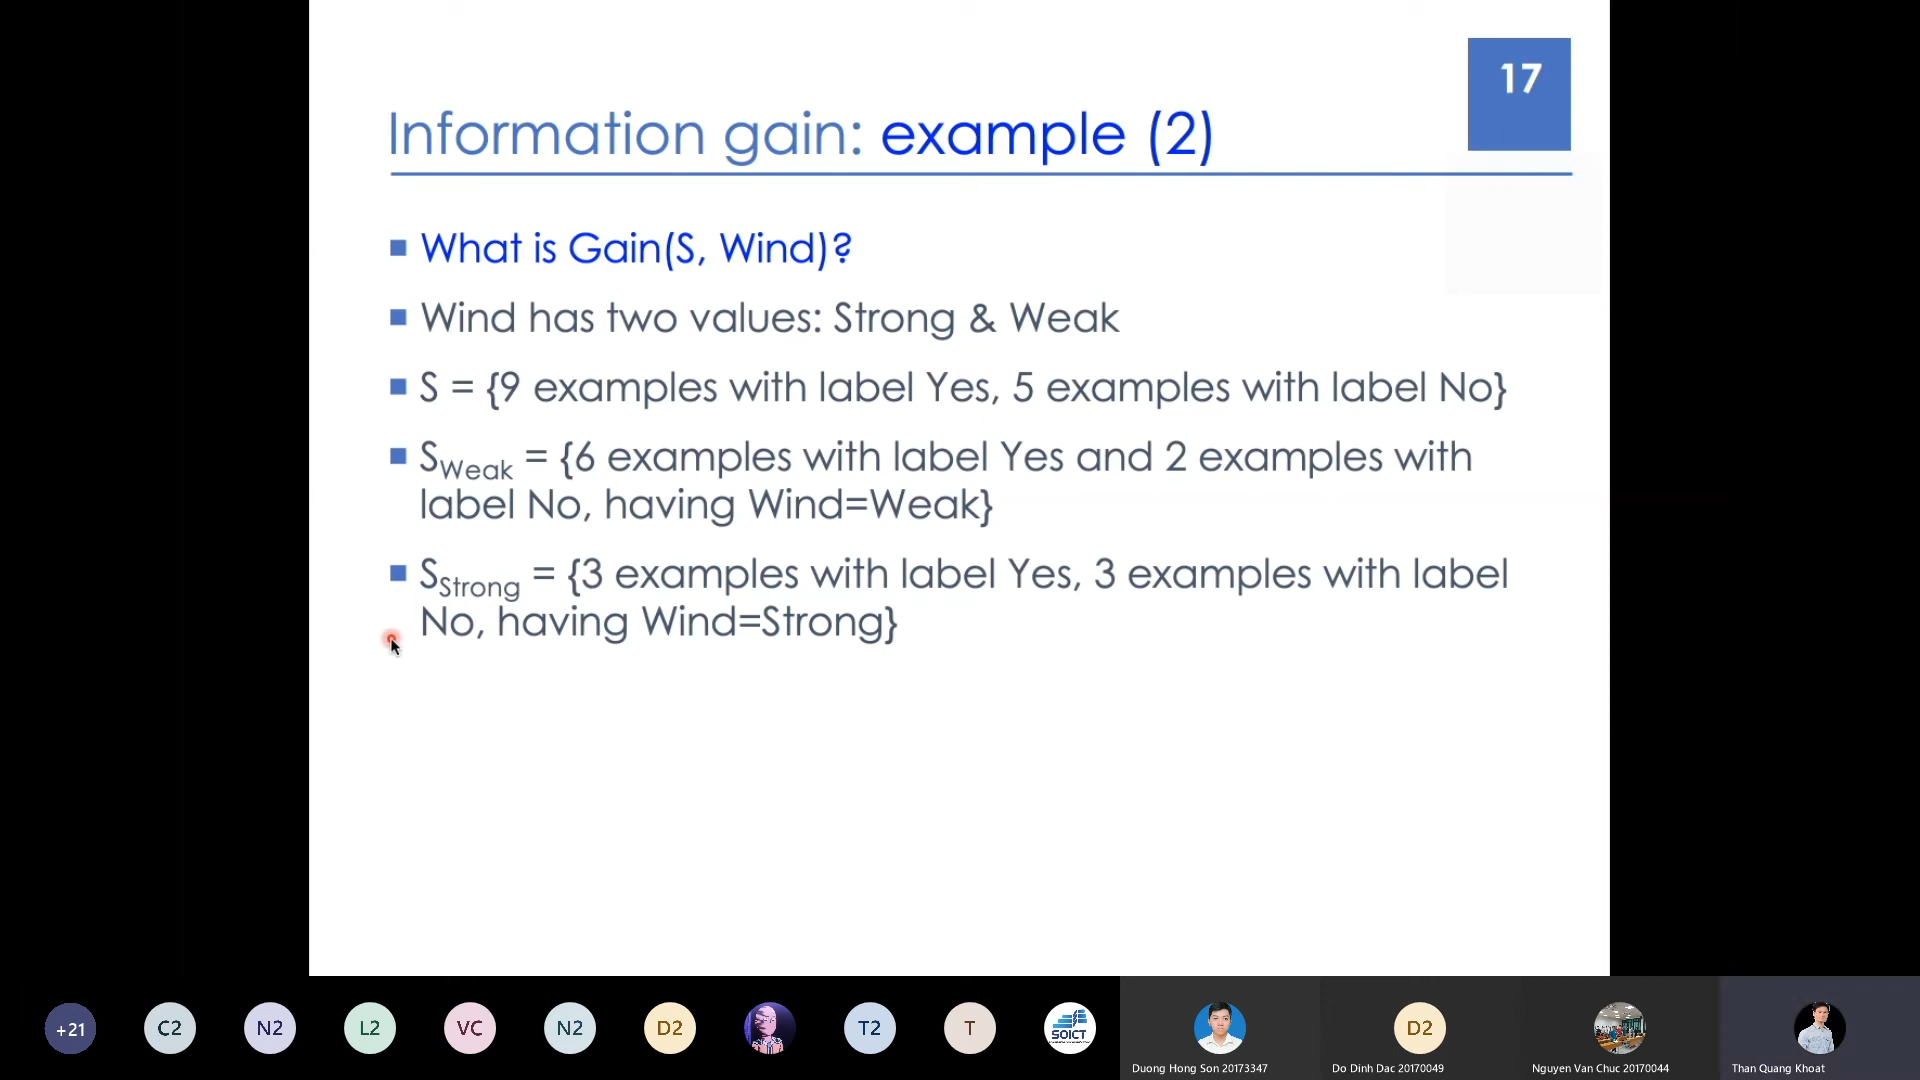 17
Information gain: example (2)
What is Gain(S, Wind)?
Wind has two values: Strong & Weak
S = {9 examples with label Yes, 5 examples with label No}
S_Weak = {6 examples with label Yes and 2 examples with
label No, having Wind=Weak}
S_Strong = {3 examples with label Yes, 3 examples with label
No, having Wind=Strong}
+21
C2
N2
L2
VC
N2
D2
T2
T
SOICT
D2
Duong Hong Son 20173347
Do Dinh Dac 20170049
Nguyen Van Chuc 20170044
Than Quang Khoat